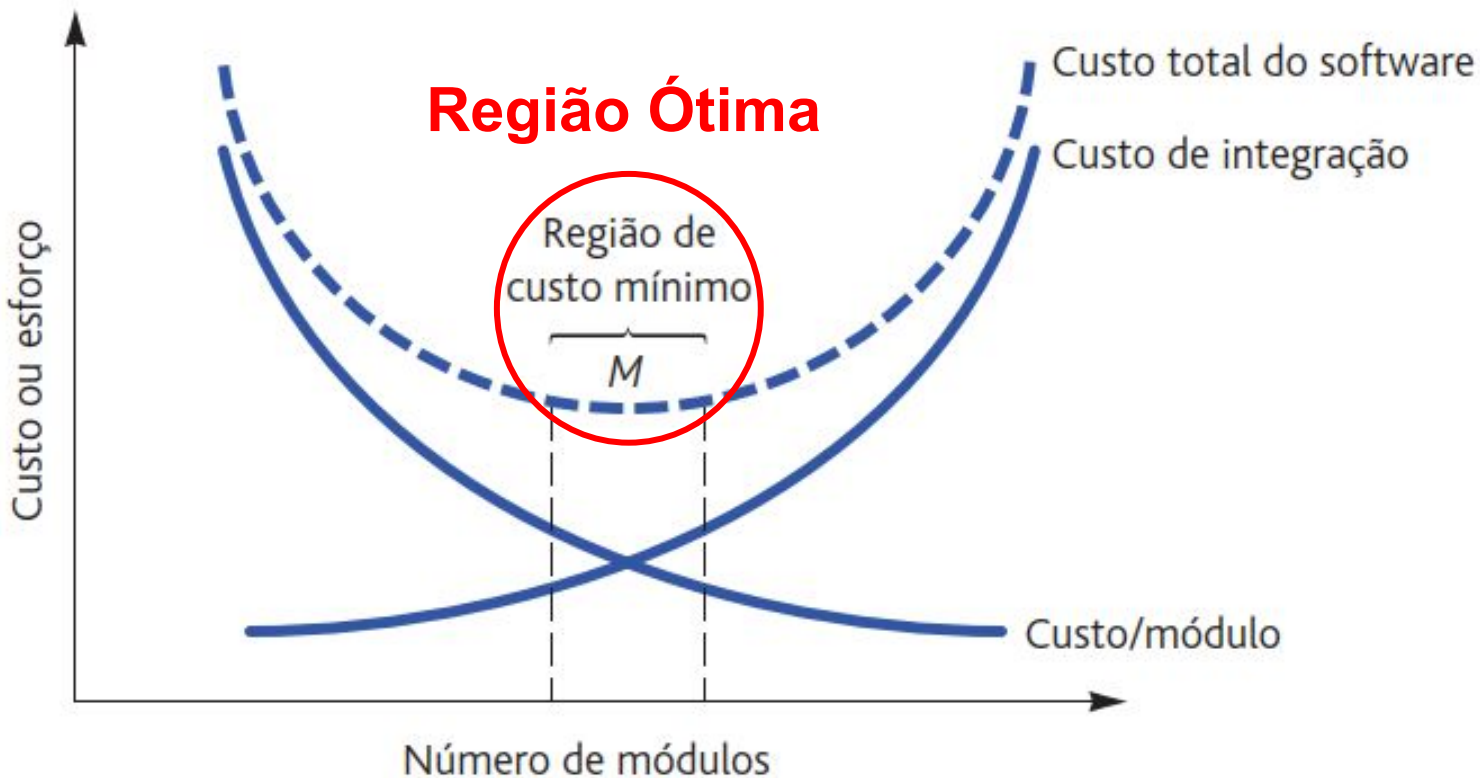 Custo total do software
Região Ótima
Custo de integração
Região de
custo mínimo
M
Custo ou esforço
Custo/módulo
Número de módulos